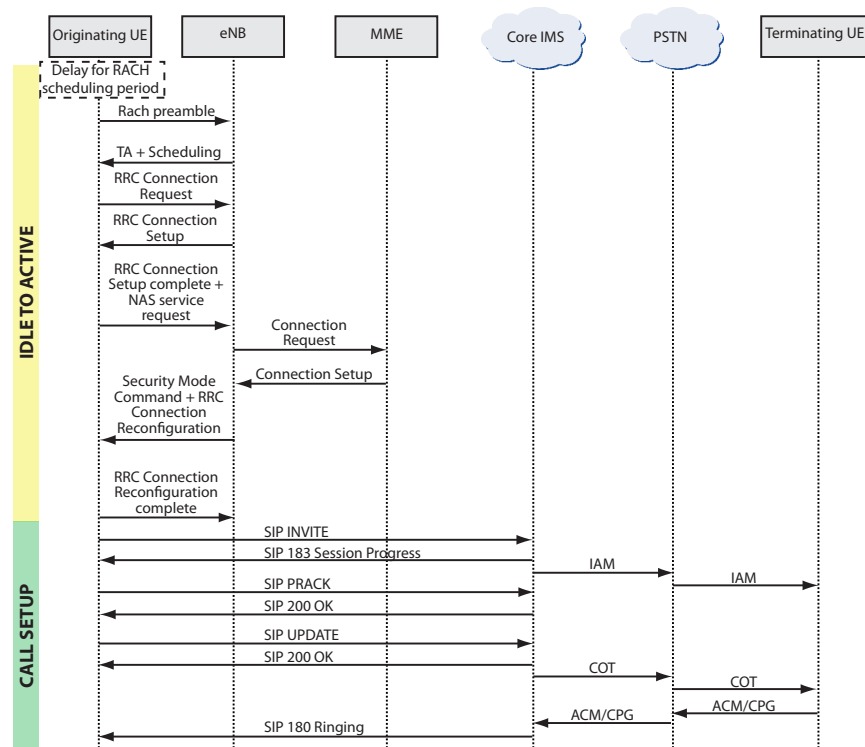 Originating UE
eNB
MME
Core IMS
PSTN
Terminating UE
Delay for RACH
scheduling period
IDLE TO ACTIVE
Rach preamble
TA + Scheduling
RRC Connection
Request
RRC Connection
Setup
RRC Connection
Setup complete +
NAS service
request
Connection
Request
Connection Setup
Security Mode
Command + RRC
Connection
Reconfiguration
RRC Connection
Reconfiguration
complete
CALL SETUP
SIP INVITE
SIP 183 Session Progress
IAM
IAM
SIP PRACK
SIP 200 OK
SIP UPDATE
SIP 200 OK
COT
COT
ACM/CPG
ACM/CPG
SIP 180 Ringing